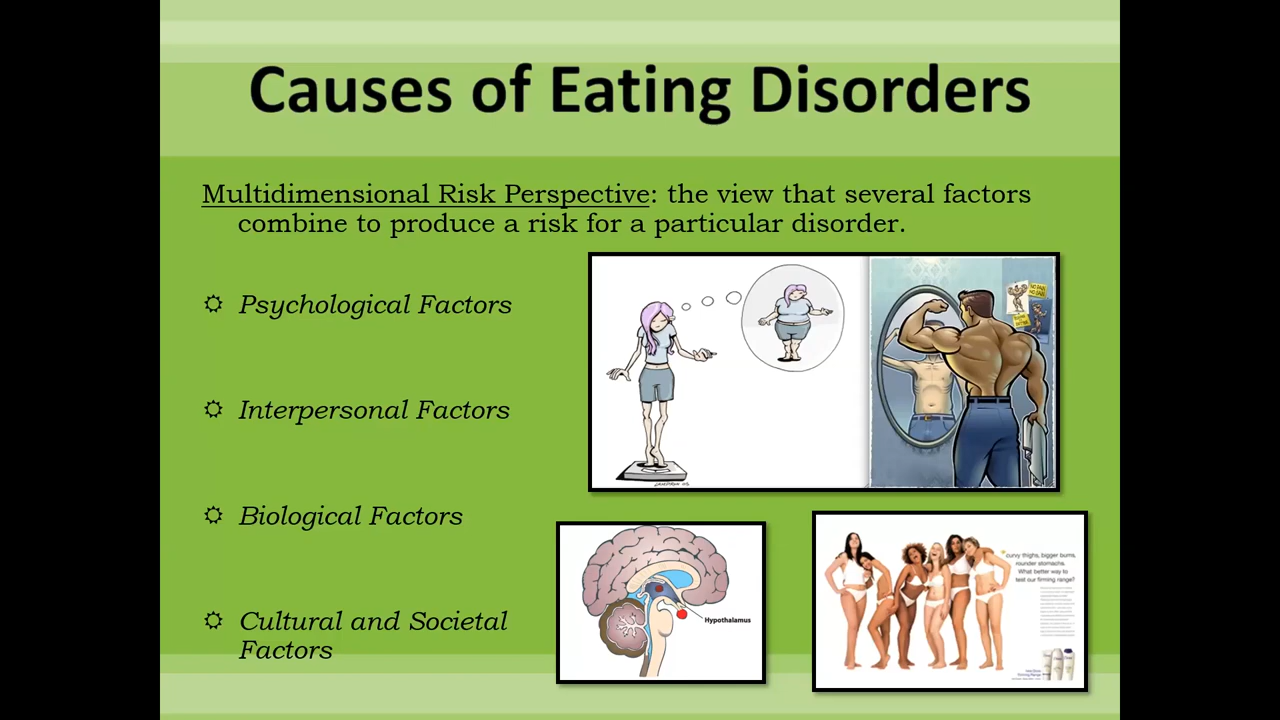 Causes of Eating Disorders
Multidimensional Risk Perspective: the view that several factors
combine to produce a risk for a particular disorder.
Psychological Factors
Interpersonal Factors
Biological Factors
Cultural and Societal
Factors
Hypothalamus
curvy thighs, bigger bums,
rounder stomachs.
What better way to
test our firming range?